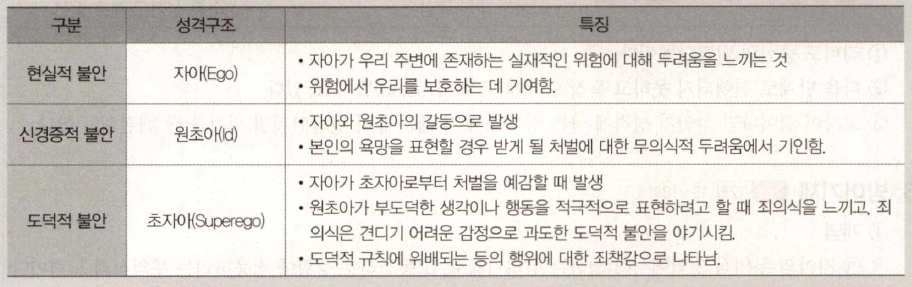 구분 성격구조 특징
현실적 불안 자아(Ego)
• 자아가 우리 주변에 존재하는 실재적인 위험에 대해 두려움을 느끼는 것
• 위험에서 우리를 보호하는 데 기여함.
신경증적 불안 원초아(Id)
• 자아와 원초아의 갈등으로 발생
• 본인의 욕망을 표현할 경우 받게 될 처벌에 대한 무의식적 두려움에서 기인함.
도덕적 불안 초자아(Superego)
• 자아가 초자아로부터 처벌을 예감할 때 발생
• 원초아가 부도덕한 생각이나 행동을 적극적으로 표현하려고 할 때 죄의식을 느끼고, 죄
의식은 견디기 어려운 감정으로 과도한 도덕적 불안을 야기시킴.
• 도덕적 규칙에 위배되는 등의 행위에 대한 죄책감으로 나타남.